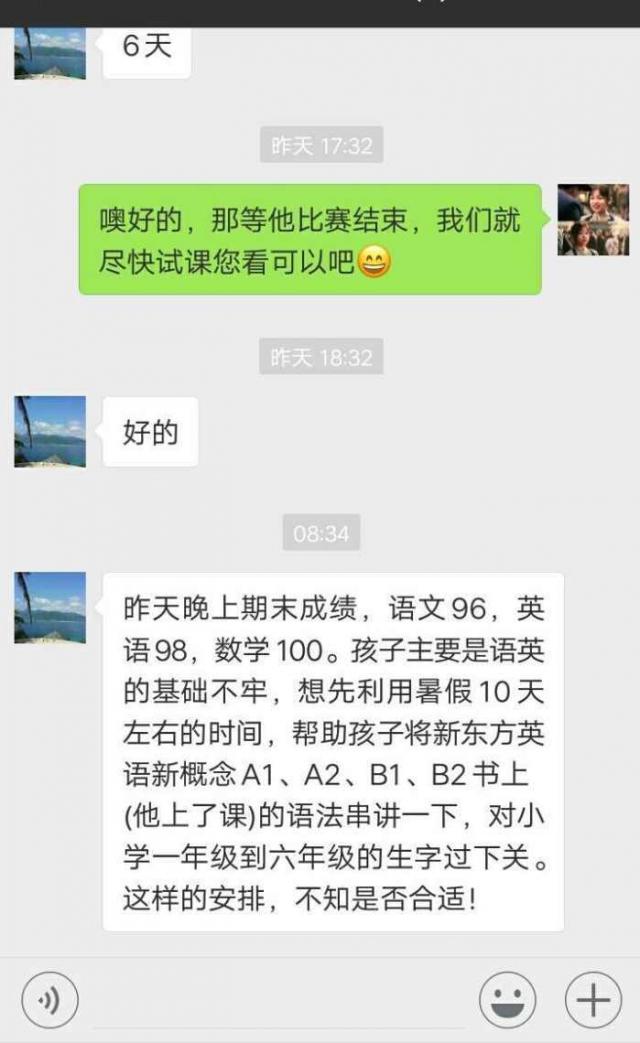 6天
昨天 17:32
噢好的，那等他比赛结束，我们就
尽快试课您看可以吧😄
昨天 18:32
好的
08:34
昨天晚上期末成绩，语文96，英
语98，数学100。孩子主要是语英
的基础不牢，想先利用暑假10天
左右的时间，帮助孩子将新东方英
语新概念A1、A2、B1、B2书上
(他上了课)的语法串讲一下，对小
学一年级到六年级的生字过下关。
这样的安排，不知是否合适！